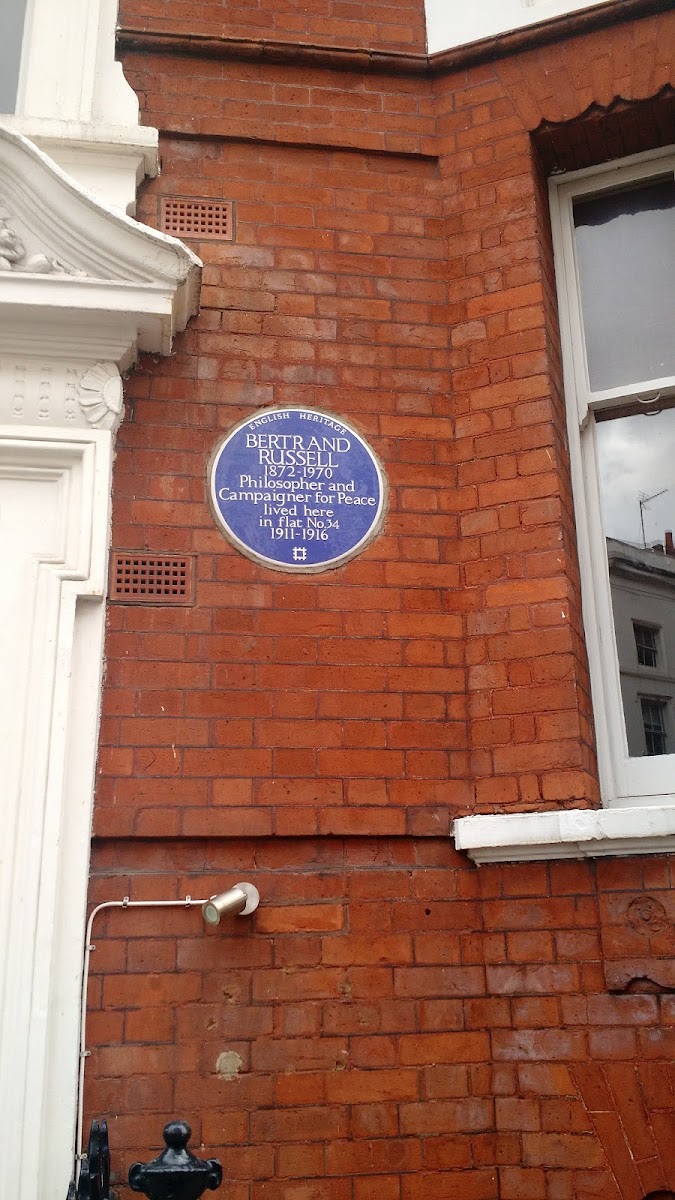 ENGLISH HERITAGE
BERTRAND
RUSSELL
1872-1970
Philosopher and
Campaigner for Peace
lived here
in flat No.34
1911-1916